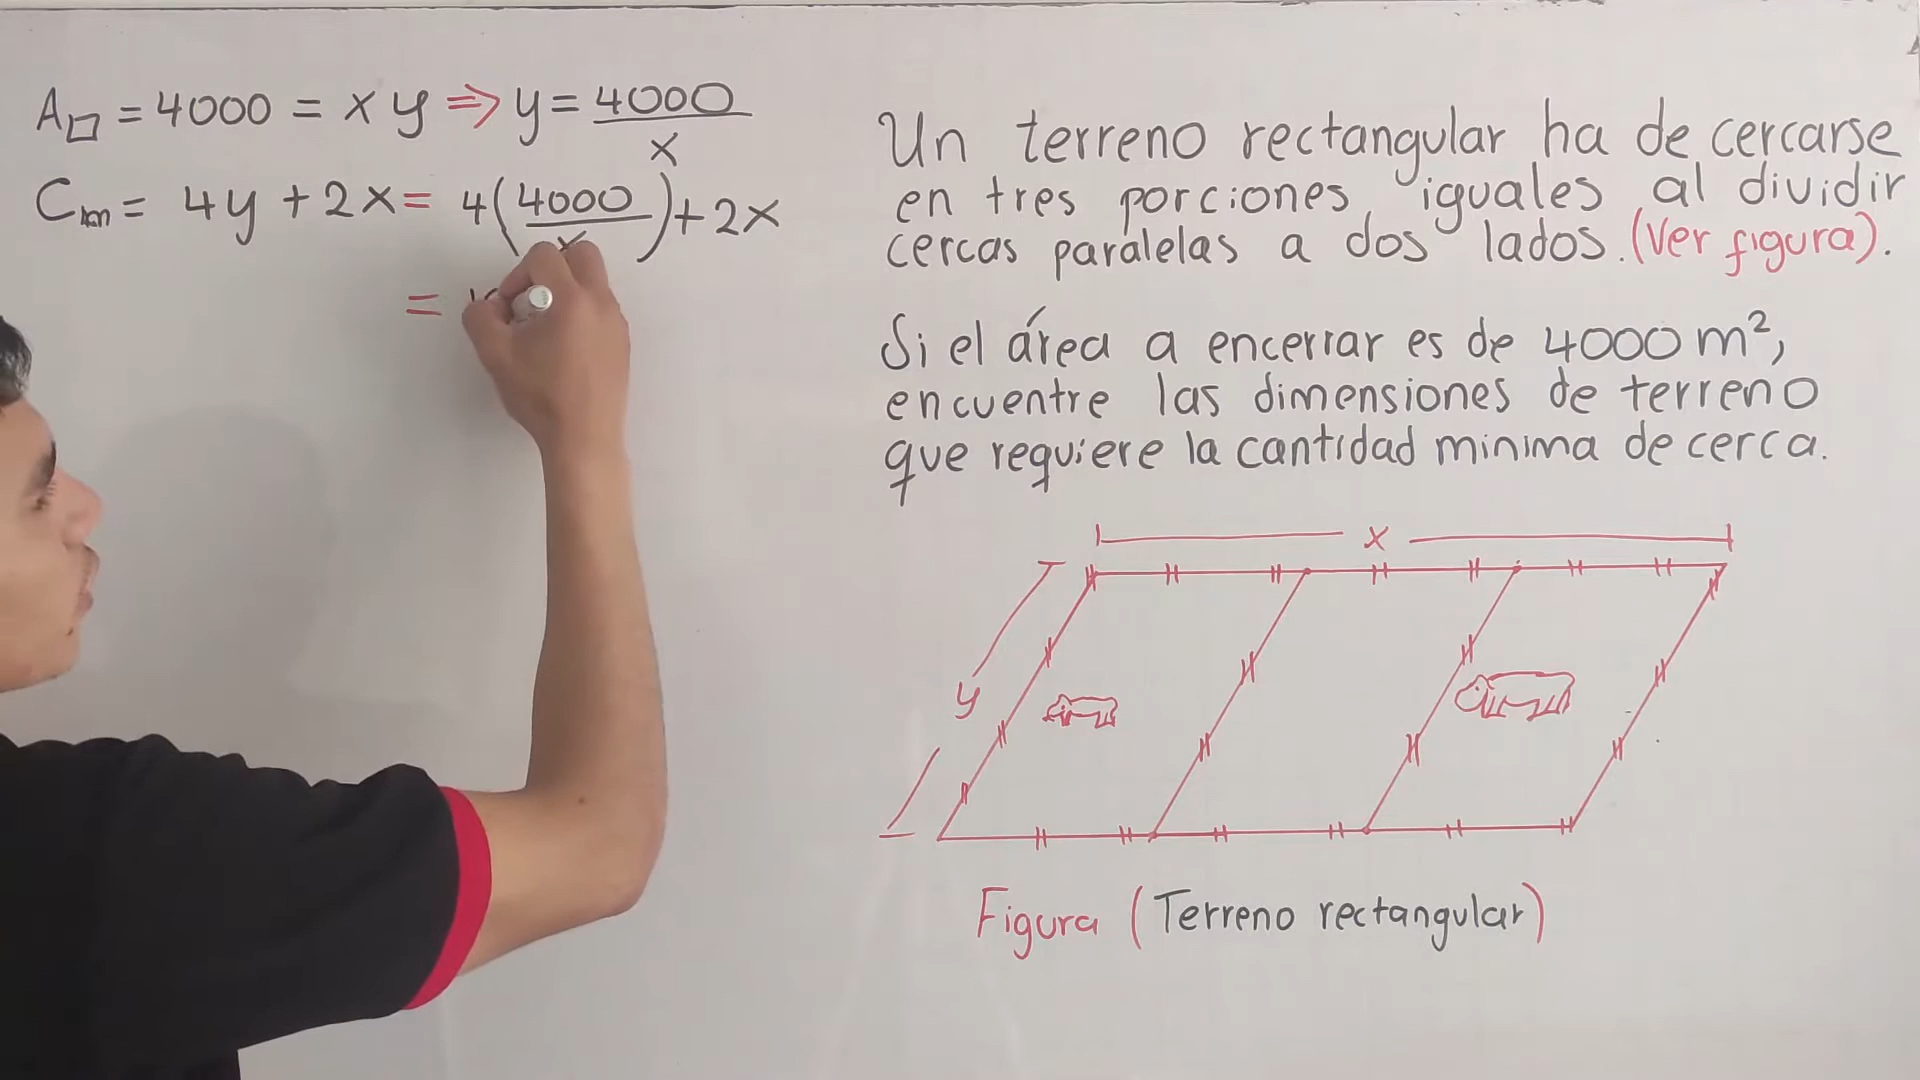 A▱ = 4000 = x y ⇒ y = 4000/x
= 4y + 2x = 4(4000/x) + 2x
=
Un terreno rectangular ha de cercarse
en tres porciones iguales al dividir
cercas paralelas a dos lados. (Ver figura).
Si el área a encerrar es de 4000 m²,
encuentre las dimensiones de terreno
que requiere la cantidad minima de cerca.
x
y
Figura (Terreno rectangular)